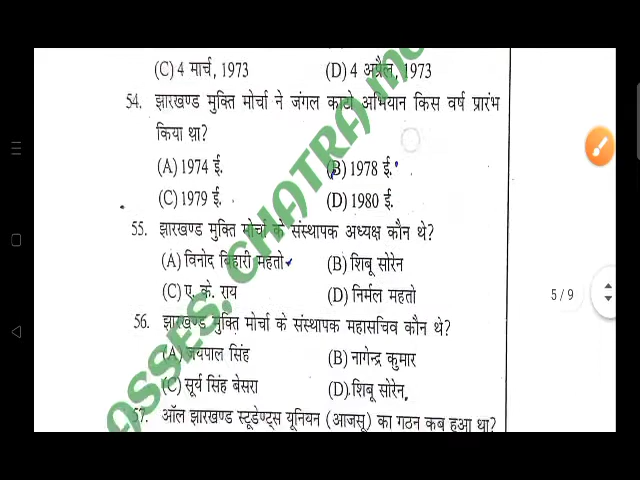 (C) 4 मार्च, 1973 (D) 4 अप्रैल, 1973
54. झारखण्ड मुक्ति मोर्चा ने जंगल काटो अभियान किस वर्ष प्रारंभ
किया था?
(A) 1974 ई. (B) 1978 ई.
(C) 1979 ई. (D) 1980 ई.
55. झारखण्ड मुक्ति मोर्चा के संस्थापक अध्यक्ष कौन थे?
(A) विनोद बिहारी महतो (B) शिबू सोरेन
(C) ए. के. राय (D) निर्मल महतो
5 / 9
56. झारखण्ड मुक्ति मोर्चा के संस्थापक महासचिव कौन थे?
(A) जयपाल सिंह (B) नागेन्द्र कुमार
(C) सूर्य सिंह बेसरा (D) शिबू सोरेन
57. ऑल झारखण्ड स्टूडेण्ट्स यूनियन (आजसू) का गठन कब हुआ था?
ASSES, CHATRA mo